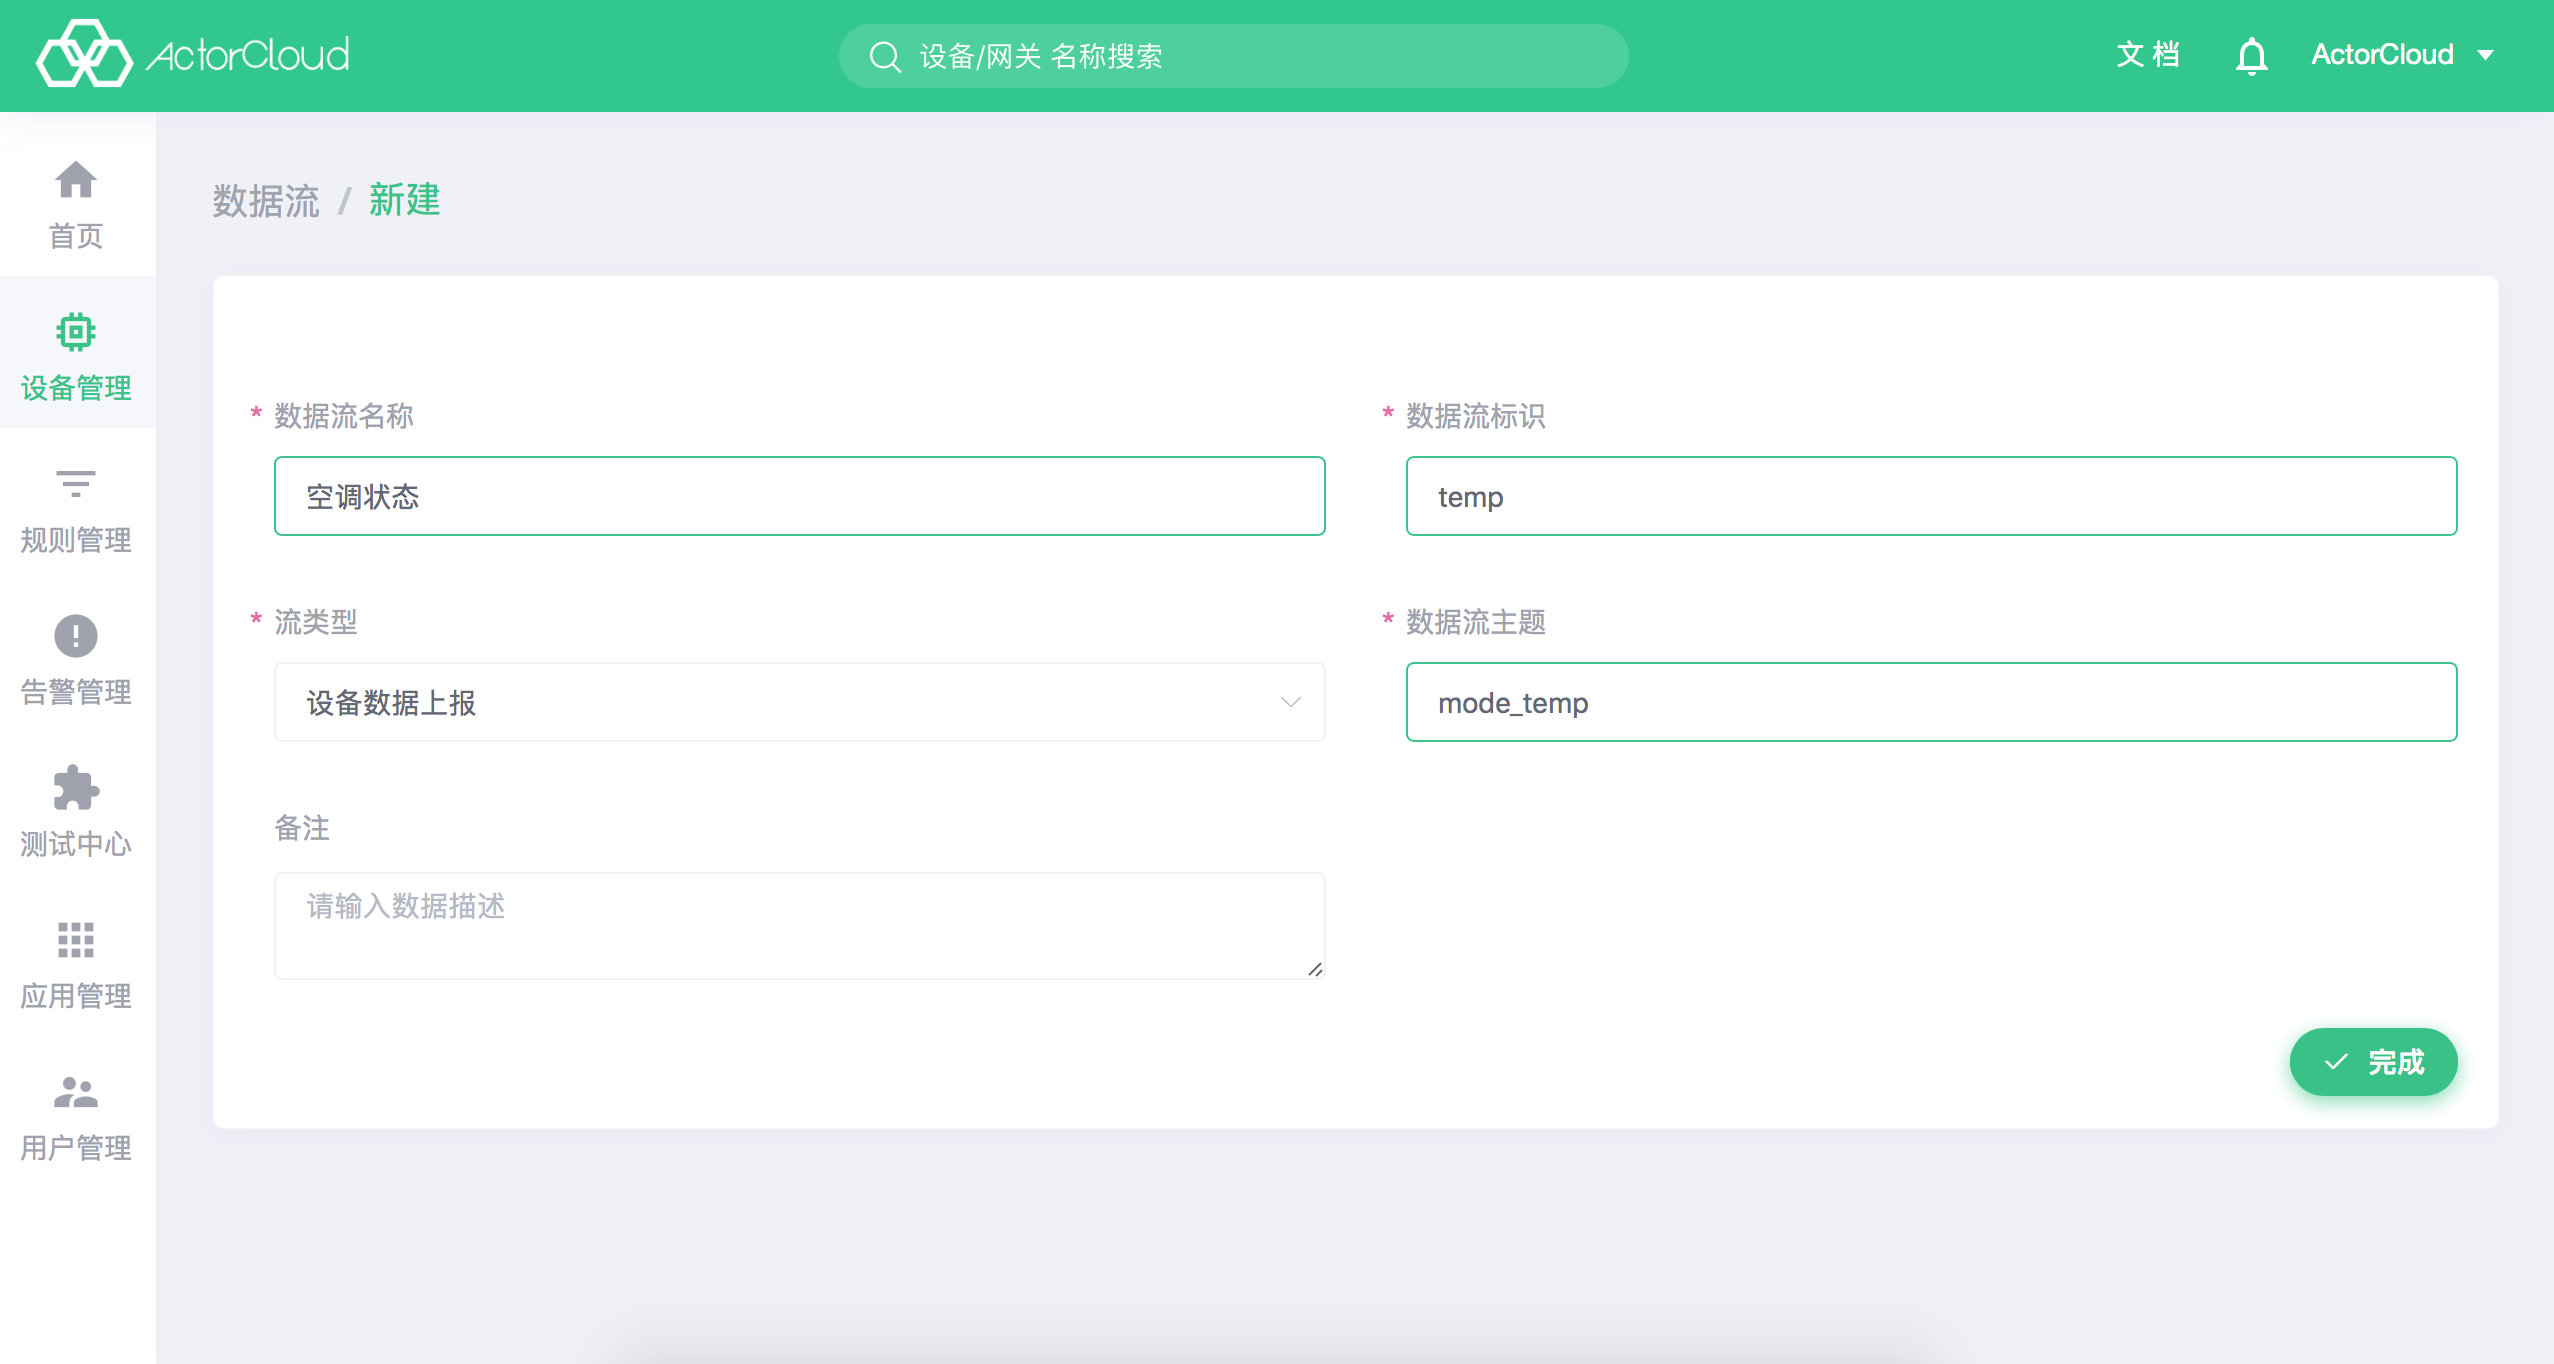 ActorCloud
设备/网关 名称搜索
文 档
ActorCloud
首页
设备管理
规则管理
告警管理
测试中心
应用管理
用户管理
数据流 / 新建
* 数据流名称
空调状态
* 数据流标识
temp
* 流类型
设备数据上报
* 数据流主题
mode_temp
备注
请输入数据描述
完成